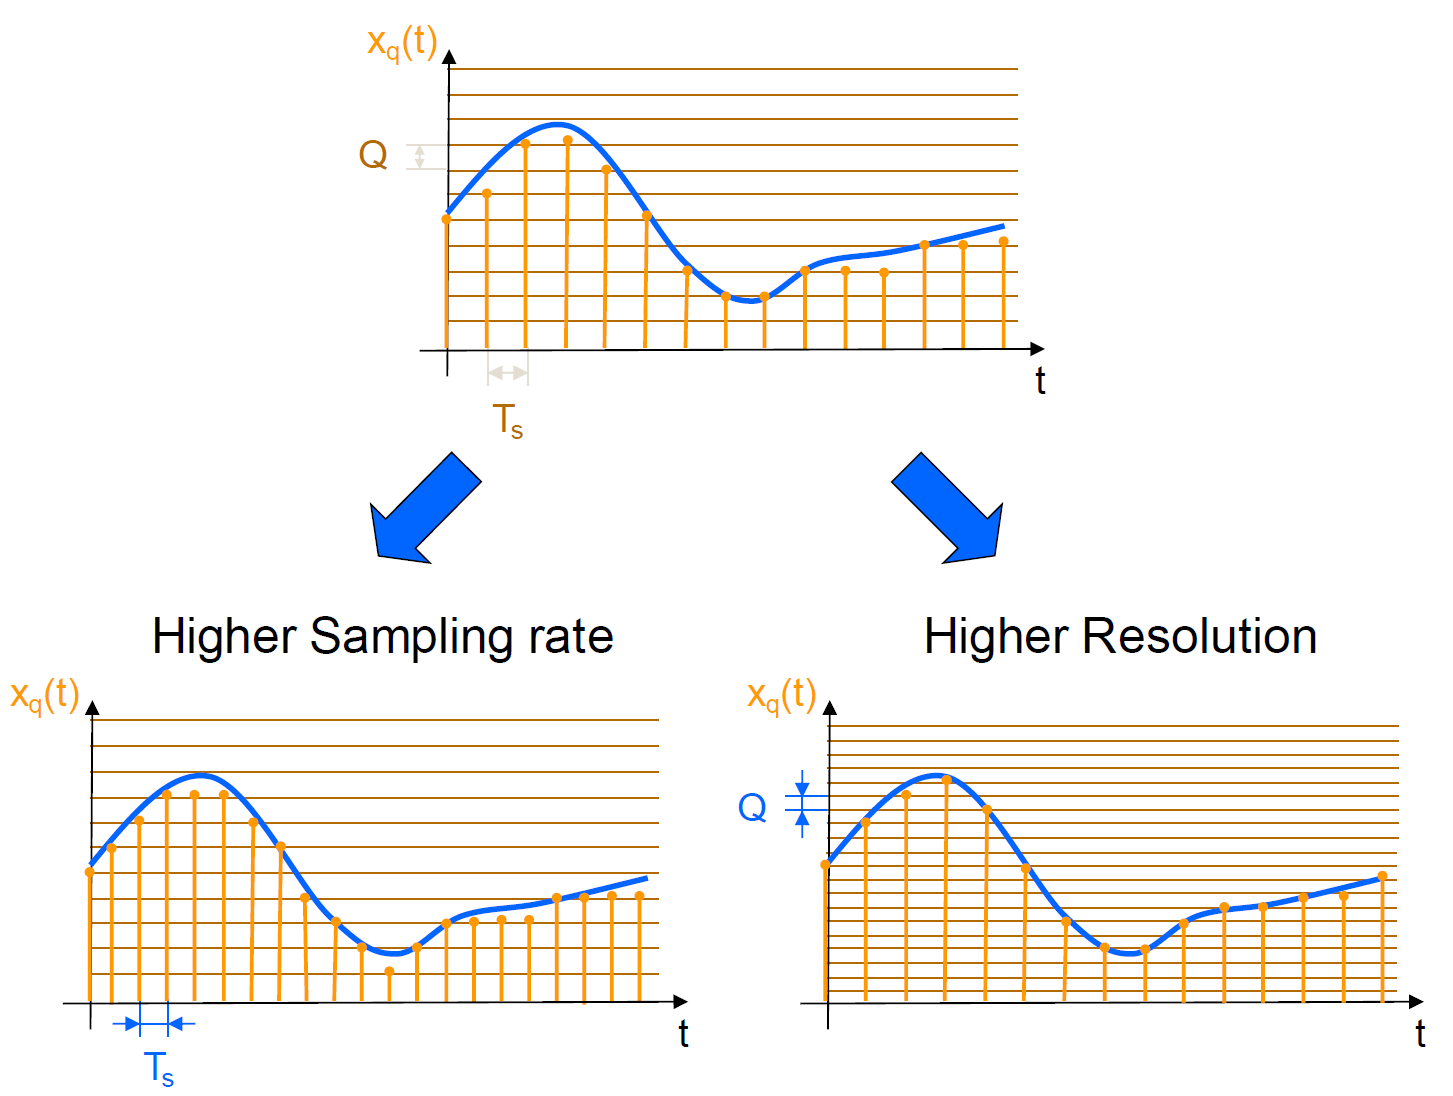 xq(t)
Q
t
Ts
Higher Sampling rate
Higher Resolution
xq(t)
t
Ts
xq(t)
Q
t